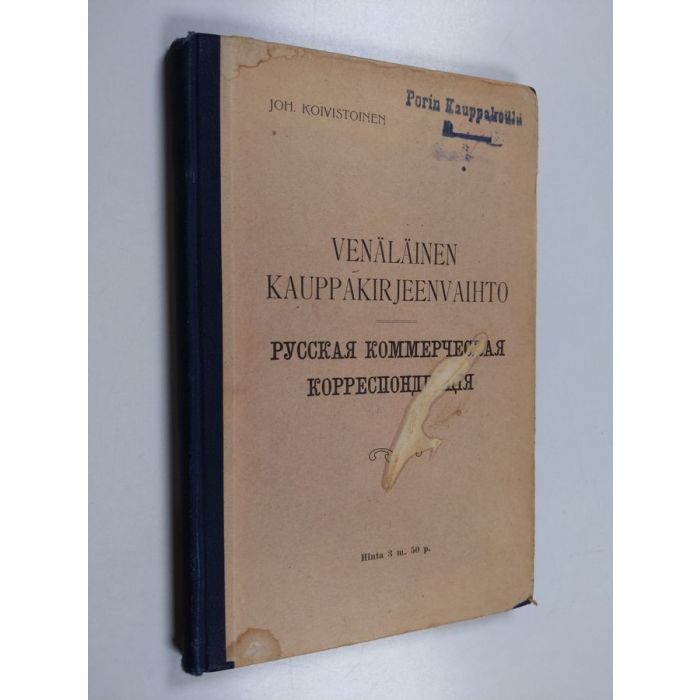 JOH. KOIVISTOINEN
Porin Kauppakoulu
VENÄLÄINEN
KAUPPAKIRJEENVAIHTO
РУССКАЯ КОММЕРЧЕСКАЯ
КОРРЕСПОНДЕНЦІЯ
Hinta 3 m. 50 p.